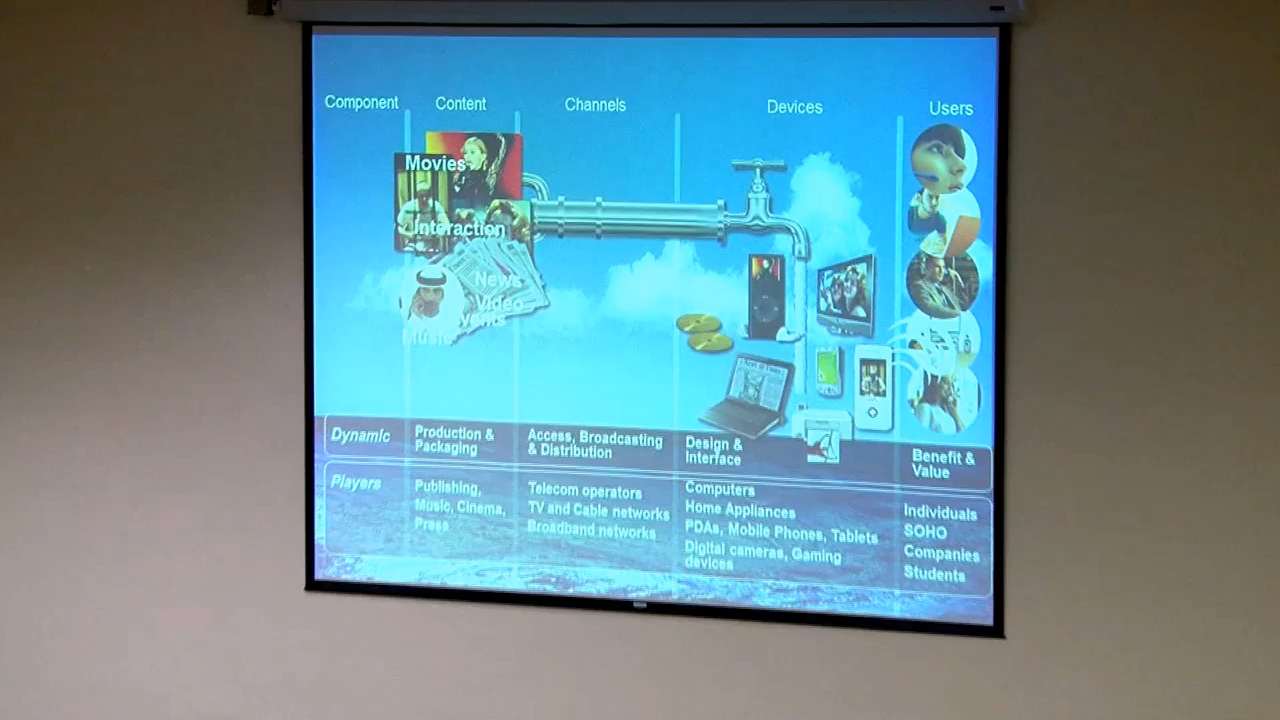 Component
Content
Channels
Devices
Users
Movies
Interaction
News
Video
Music
Dynamic
Production &
Packaging
Access, Broadcasting
& Distribution
Design &
Interface
Benefit &
Value
Players
Publishing,
Music, Cinema,
Press
Telecom operators
TV and Cable networks
Broadband networks
Computers
Home Appliances
PDAs, Mobile Phones, Tablets
Digital cameras, Gaming
devices
Individuals
SOHO
Companies
Students